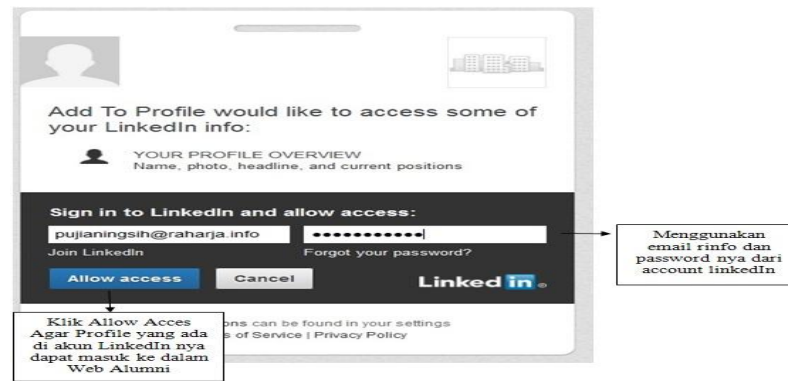 Add To Profile would like to access some of
your LinkedIn info:
YOUR PROFILE OVERVIEW
Name, photo, headline, and current positions
Sign in to LinkedIn and allow access:
pujianingsih@raharja.info ●●●●●●●●●●●
Join LinkedIn Forgot your password?
Allow access Cancel Linked in®
Menggunakan
email rinfo dan
password nya dari
account linkedIn
Klik Allow Acces
Agar Profile yang ada
di akun LinkedIn nya
dapat masuk ke dalam
Web Alumni
can be found in your settings
of Service | Privacy Policy